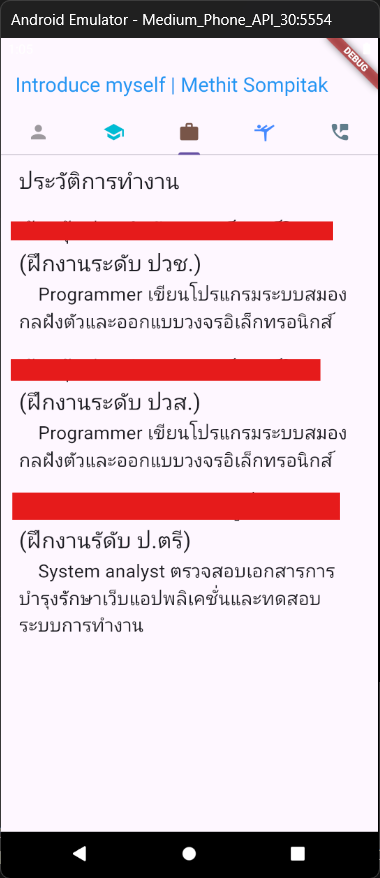 Android Emulator - Medium_Phone_API_30:5554
DEBUG
Introduce myself | Methit Sompitak
ประวัติการทำงาน
(ฝึกงานระดับ ปวช.)
Programmer เขียนโปรแกรมระบบสมอง
กลฝังตัวและออกแบบวงจรอิเล็กทรอนิกส์
(ฝึกงานระดับ ปวส.)
Programmer เขียนโปรแกรมระบบสมอง
กลฝังตัวและออกแบบวงจรอิเล็กทรอนิกส์
(ฝึกงานรัดับ ป.ตรี)
System analyst ตรวจสอบเอกสารการ
บำรุงรักษาเว็บแอปพลิเคชั่นและทดสอบ
ระบบการทำงาน